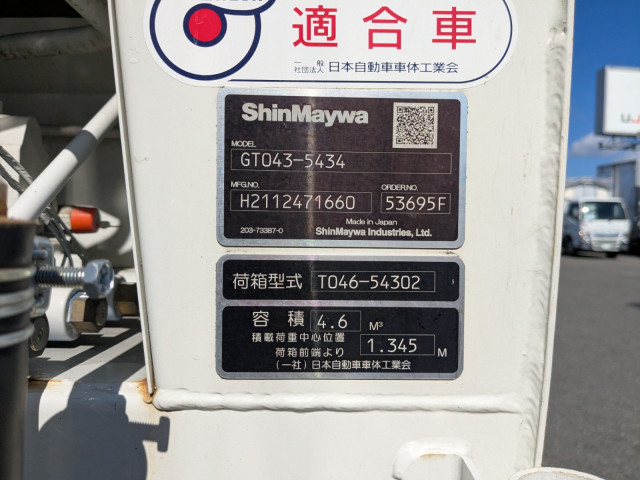 適合車
一般
社団法人 日本自動車車体工業会
ShinMaywa
MODEL
GT043-5434
MFG.NO. ORDER.NO.
H2112471660 53695F
Made in Japan
203-73387-0 ShinMaywa Industries, Ltd.
荷箱型式 T046-54302
容積 4.6 M³
積載荷重中心位置
荷箱前端より 1.345 M
(一社)日本自動車車体工業会